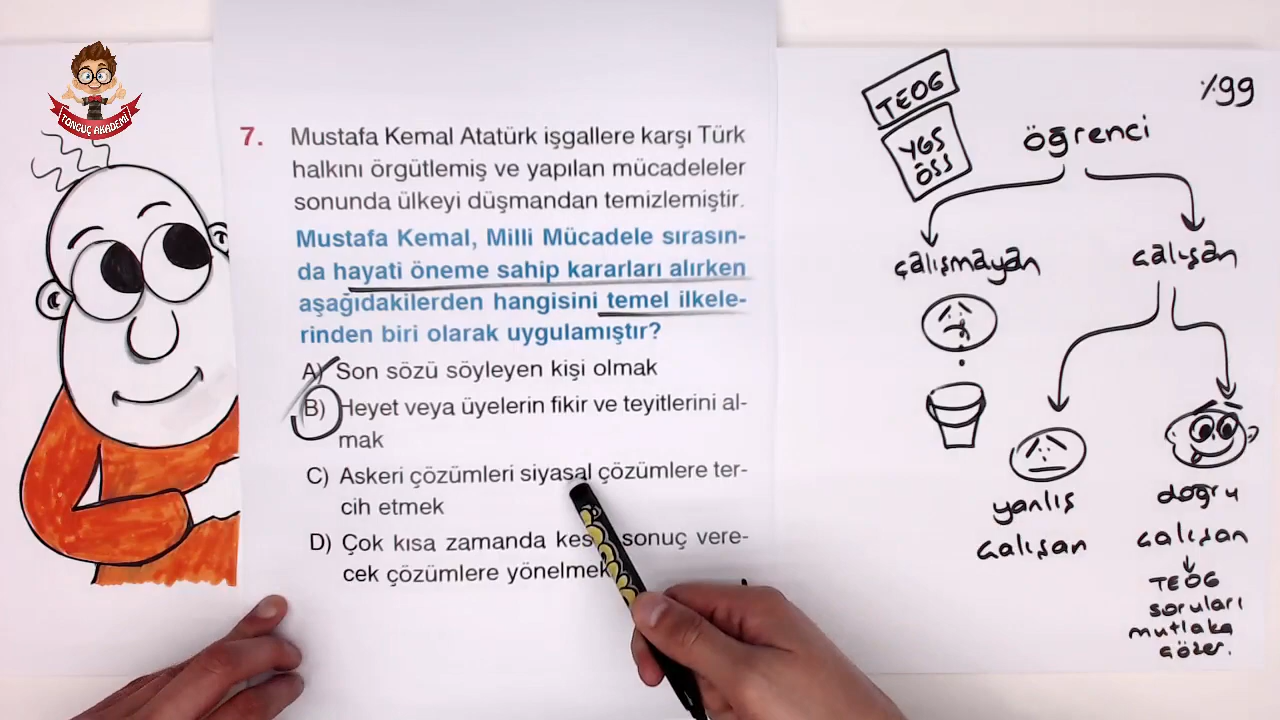 TONGUÇ AKADEMİ
7. Mustafa Kemal Atatürk işgallere karşı Türk
halkını örgütlemiş ve yapılan mücadeleler
sonunda ülkeyi düşmandan temizlemiştir.
Mustafa Kemal, Milli Mücadele sırasın-
da hayati öneme sahip kararları alırken
aşağıdakilerden hangisini temel ilkele-
rinden biri olarak uygulamıştır?
A) Son sözü söyleyen kişi olmak
B) Heyet veya üyelerin fikir ve teyitlerini al-
mak
C) Askeri çözümleri siyasal çözümlere ter-
cih etmek
D) Çok kısa zamanda sonuç vere-
cek çözümlere yönelmek
TEOG
YGS
ÖSS
%99
öğrenci
çalışmayan
çalışan
yanlış
çalışan
doğru
çalışan
TEOG
soruları
mutlaka
çözer.